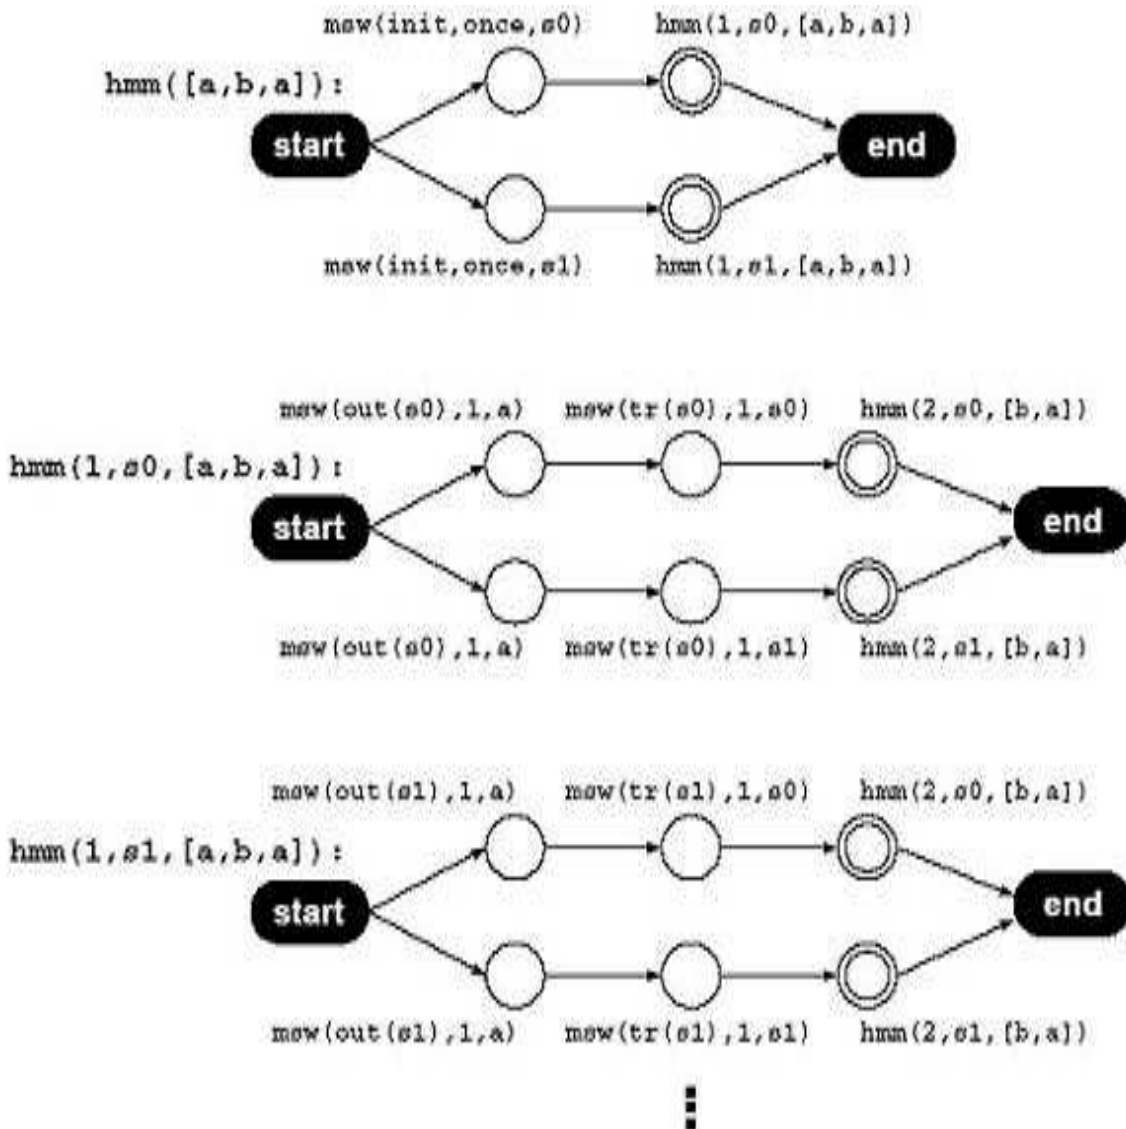 msw(init,once,s0) hmm(1,s0,[a,b,a])
hmm([a,b,a]):
start end
msw(init,once,s1) hmm(1,s1,[a,b,a])
msw(out(s0),1,a) msw(tr(s0),1,s0) hmm(2,s0,[b,a])
hmm(1,s0,[a,b,a]):
start end
msw(out(s0),1,a) msw(tr(s0),1,s1) hmm(2,s1,[b,a])
msw(out(s1),1,a) msw(tr(s1),1,s0) hmm(2,s0,[b,a])
hmm(1,s1,[a,b,a]):
start end
msw(out(s1),1,a) msw(tr(s1),1,s1) hmm(2,s1,[b,a])